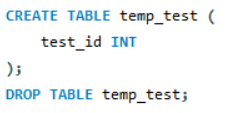 CREATE TABLE temp_test (
    test_id INT
);
DROP TABLE temp_test;